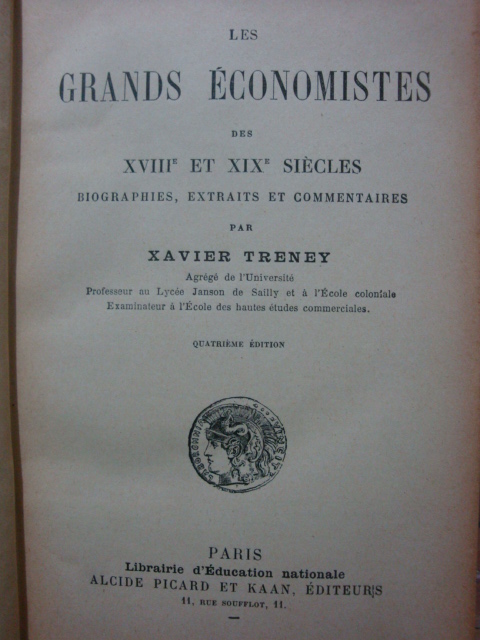 LES
GRANDS ÉCONOMISTES
DES
XVIIIᴱ ET XIXᴱ SIÈCLES
BIOGRAPHIES, EXTRAITS ET COMMENTAIRES
PAR
XAVIER TRENEY
Agrégé de l'Université
Professeur au Lycée Janson de Sailly et à l'École coloniale
Examinateur à l'École des hautes études commerciales.
QUATRIÈME ÉDITION
PARIS
Librairie d'Éducation nationale
ALCIDE PICARD ET KAAN, ÉDITEURS
11, RUE SOUFFLOT, 11.